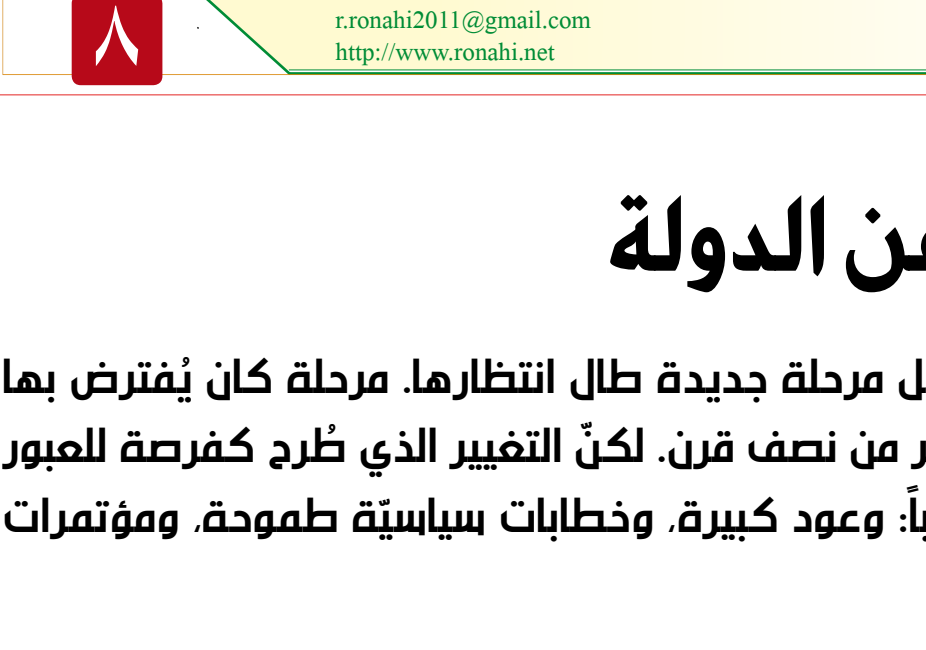 ٨
r.ronahi2011@gmail.com
http://www.ronahi.net
الدولة
مرحلة جديدة طال انتظارها. مرحلة كان يُفترض بها
من نصف قرن. لكنّ التغيير الذي طُرح كفرصة للعبور
وعود كبيرة، وخطابات سياسيّة طموحة، ومؤتمرات